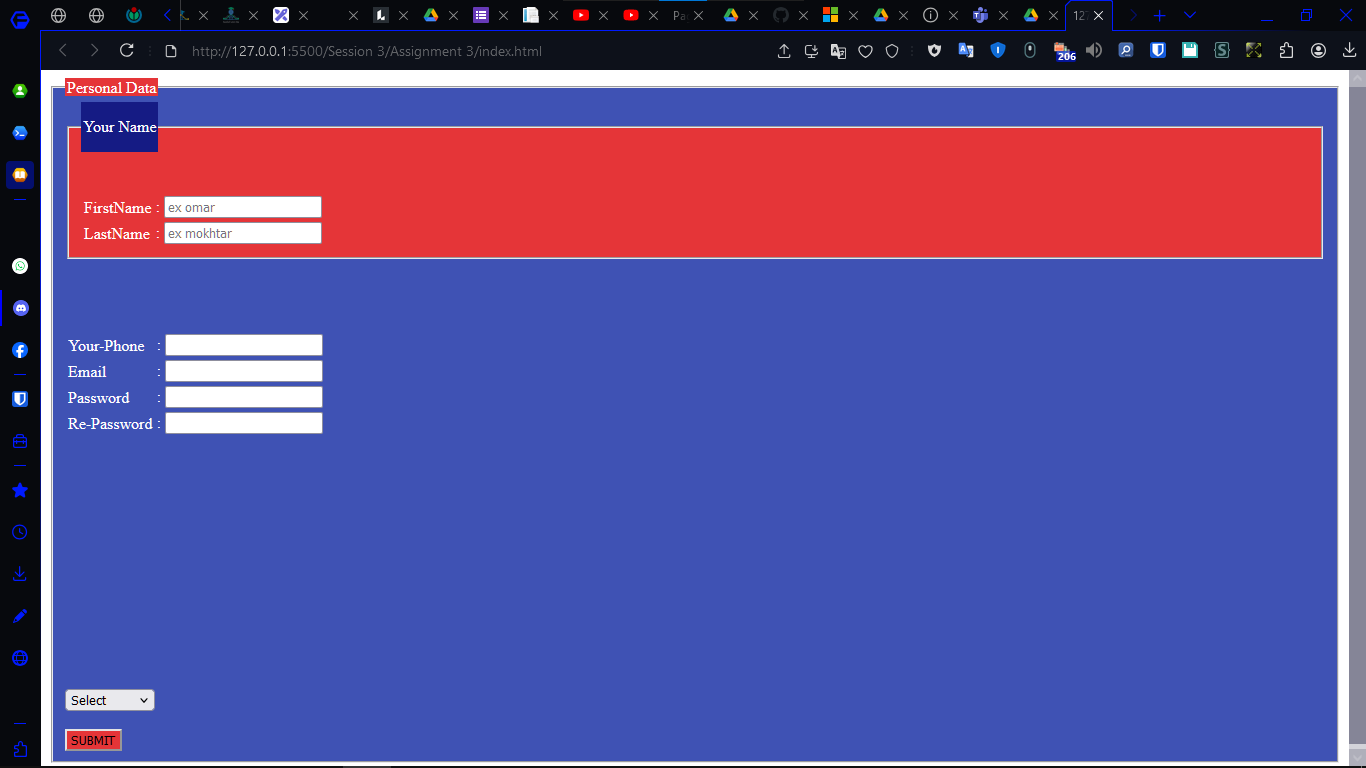 Pa
12
http://127.0.0.1:5500/Session 3/Assignment 3/index.html
206
Personal Data
Your Name
FirstName : ex omar
LastName : ex mokhtar
Your-Phone :
Email :
Password :
Re-Password :
Select
SUBMIT